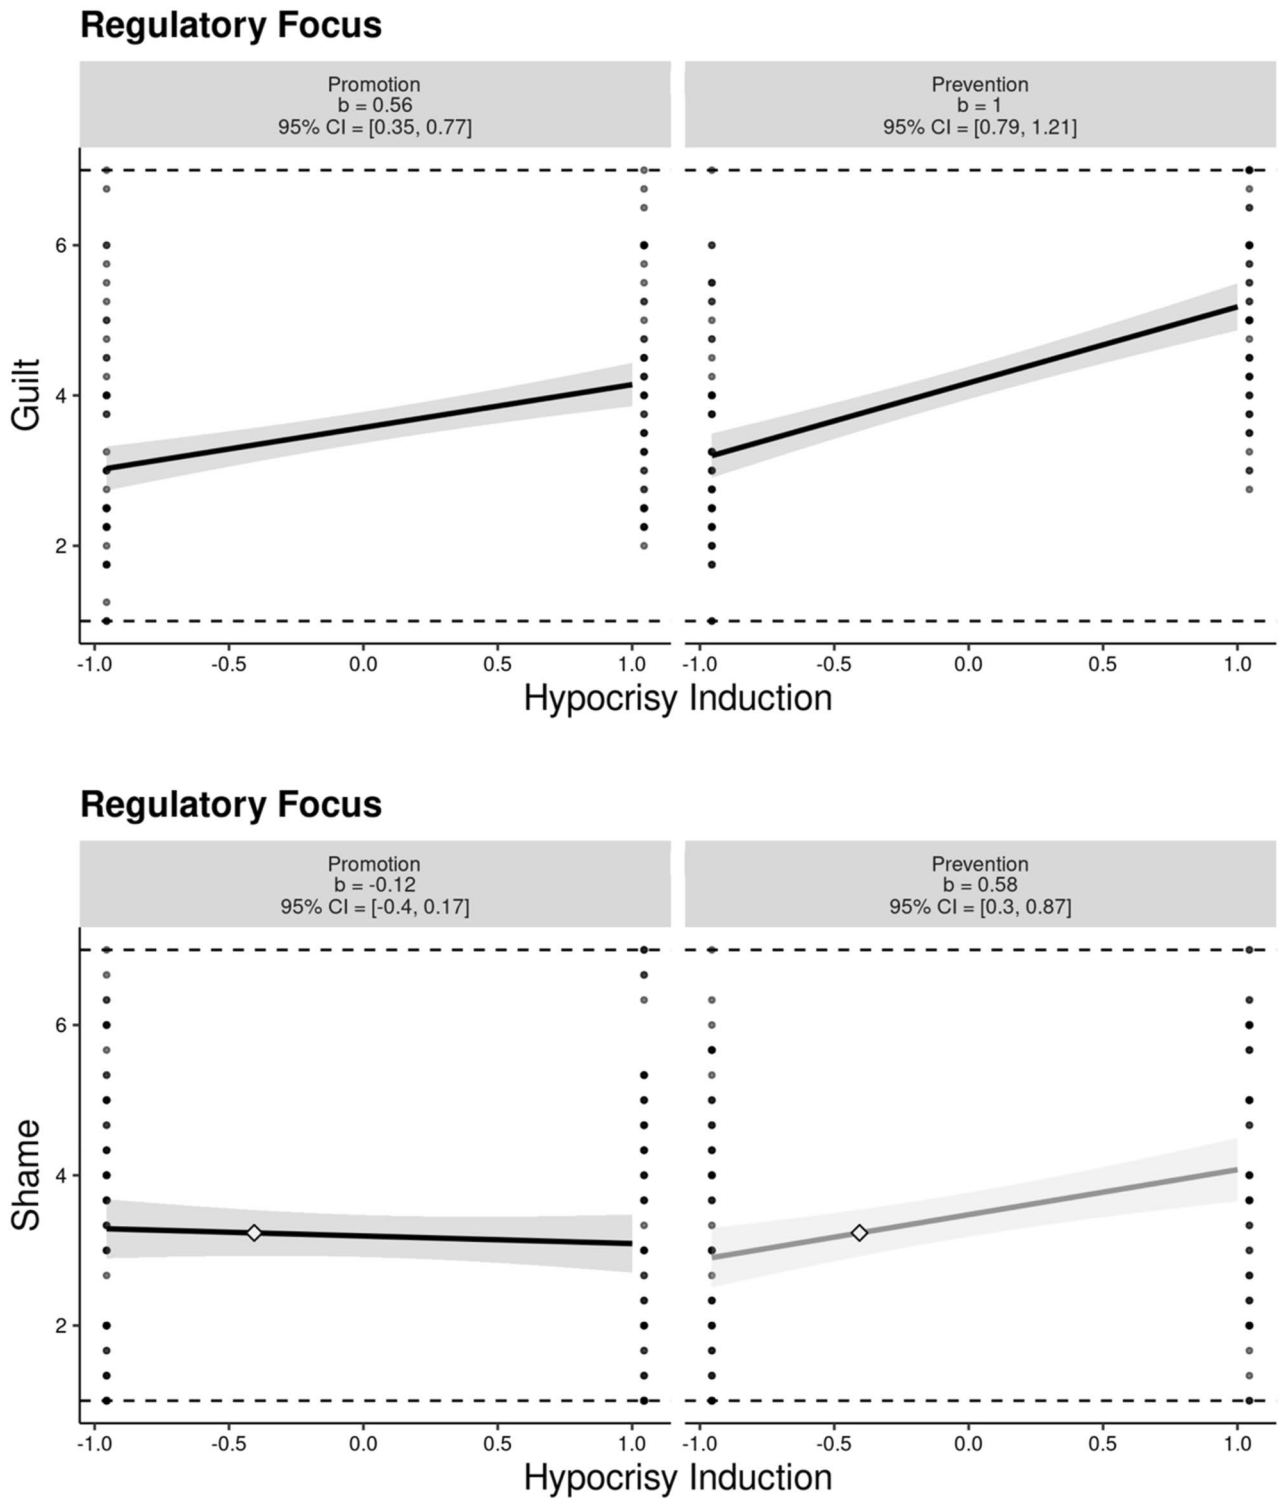 Regulatory Focus
Promotion
b = 0.56
95% CI = [0.35, 0.77]
Prevention
b = 1
95% CI = [0.79, 1.21]
Guilt
6
4
2
-1.0 -0.5 0.0 0.5 1.0
-1.0 -0.5 0.0 0.5 1.0
Hypocrisy Induction
Regulatory Focus
Promotion
b = -0.12
95% CI = [-0.4, 0.17]
Prevention
b = 0.58
95% CI = [0.3, 0.87]
Shame
6
4
2
-1.0 -0.5 0.0 0.5 1.0
-1.0 -0.5 0.0 0.5 1.0
Hypocrisy Induction